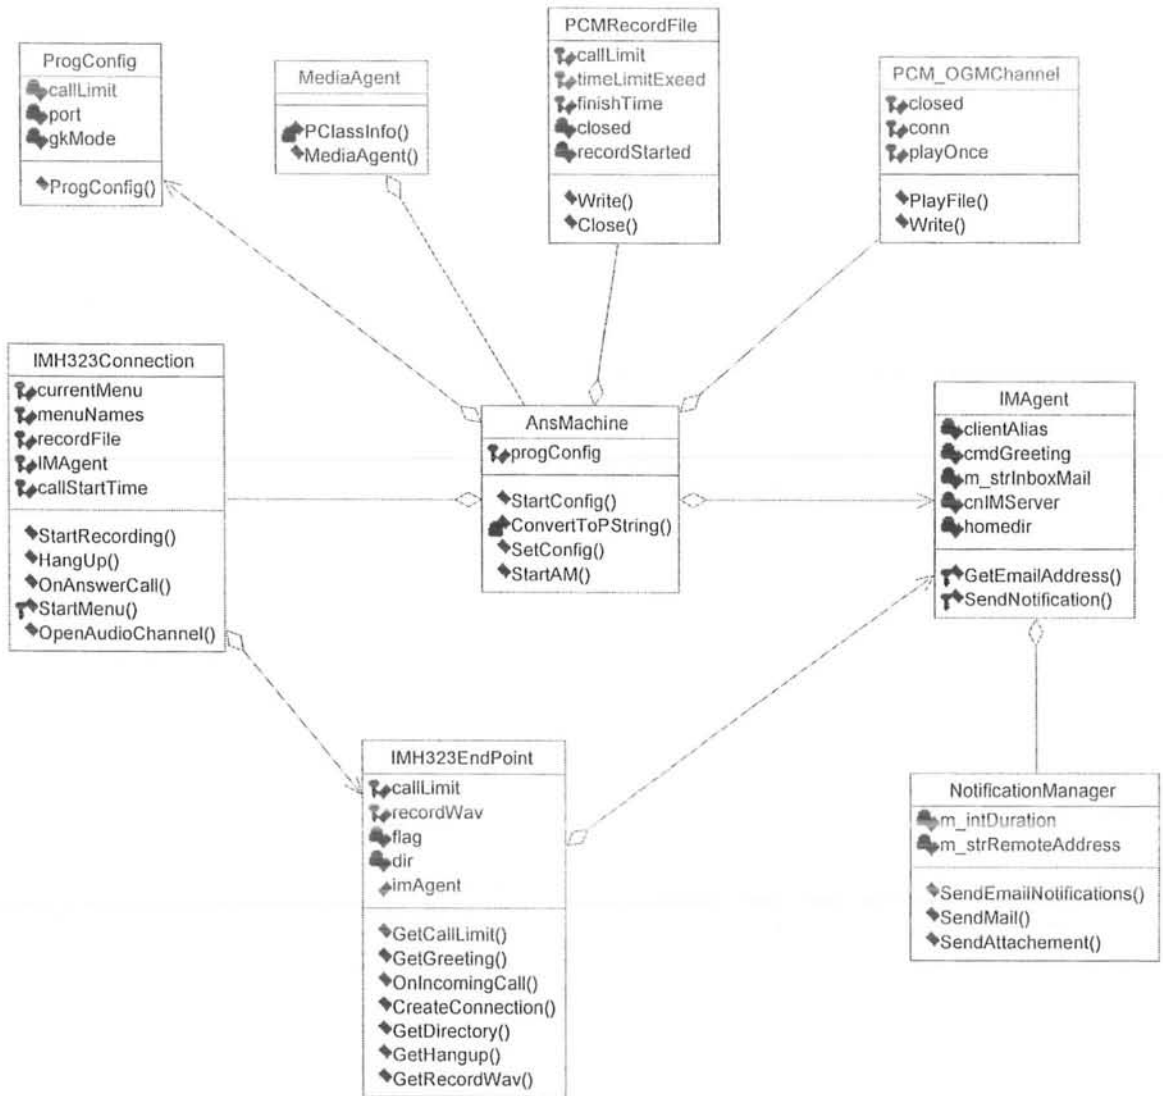 ProgConfig
callLimit
port
gkMode
ProgConfig()
MediaAgent
PClassInfo()
MediaAgent()
PCMRecordFile
callLimit
timeLimitExeed
finishTime
closed
recordStarted
Write()
Close()
PCM_OGMChannel
closed
conn
playOnce
PlayFile()
Write()
IMH323Connection
currentMenu
menuNames
recordFile
IMAgent
callStartTime
StartRecording()
HangUp()
OnAnswerCall()
StartMenu()
OpenAudioChannel()
AnsMachine
progConfig
StartConfig()
ConvertToPString()
SetConfig()
StartAM()
IMAgent
clientAlias
cmdGreeting
m_strInboxMail
cnIMServer
homedir
GetEmailAddress()
SendNotification()
IMH323EndPoint
callLimit
recordWav
flag
dir
imAgent
GetCallLimit()
GetGreeting()
OnIncomingCall()
CreateConnection()
GetDirectory()
GetHangup()
GetRecordWav()
NotificationManager
m_intDuration
m_strRemoteAddress
SendEmailNotifications()
SendMail()
SendAttachement()